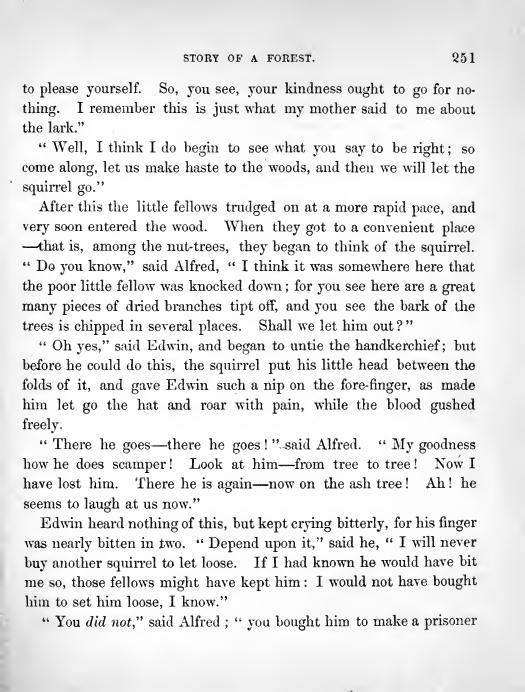 STORY OF A FOREST. 251
to please yourself. So, you see, your kindness ought to go for no-
thing. I remember this is just what my mother said to me about
the lark."
" Well, I think I do begin to see what you say to be right; so
come along, let us make haste to the woods, and then we will let the
squirrel go."
After this the little fellows trudged on at a more rapid pace, and
very soon entered the wood. When they got to a convenient place
—that is, among the nut-trees, they began to think of the squirrel.
" Do you know," said Alfred, " I think it was somewhere here that
the poor little fellow was knocked down; for you see here are a great
many pieces of dried branches tipt off, and you see the bark of the
trees is chipped in several places. Shall we let him out?"
" Oh yes," said Edwin, and began to untie the handkerchief; but
before he could do this, the squirrel put his little head between the
folds of it, and gave Edwin such a nip on the fore-finger, as made
him let go the hat and roar with pain, while the blood gushed
freely.
" There he goes—there he goes!" said Alfred. " My goodness
how he does scamper! Look at him—from tree to tree! Now I
have lost him. There he is again—now on the ash tree! Ah! he
seems to laugh at us now."
Edwin heard nothing of this, but kept crying bitterly, for his finger
was nearly bitten in two. " Depend upon it," said he, " I will never
buy another squirrel to let loose. If I had known he would have bit
me so, those fellows might have kept him: I would not have bought
him to set him loose, I know."
" You did not," said Alfred ; " you bought him to make a prisoner